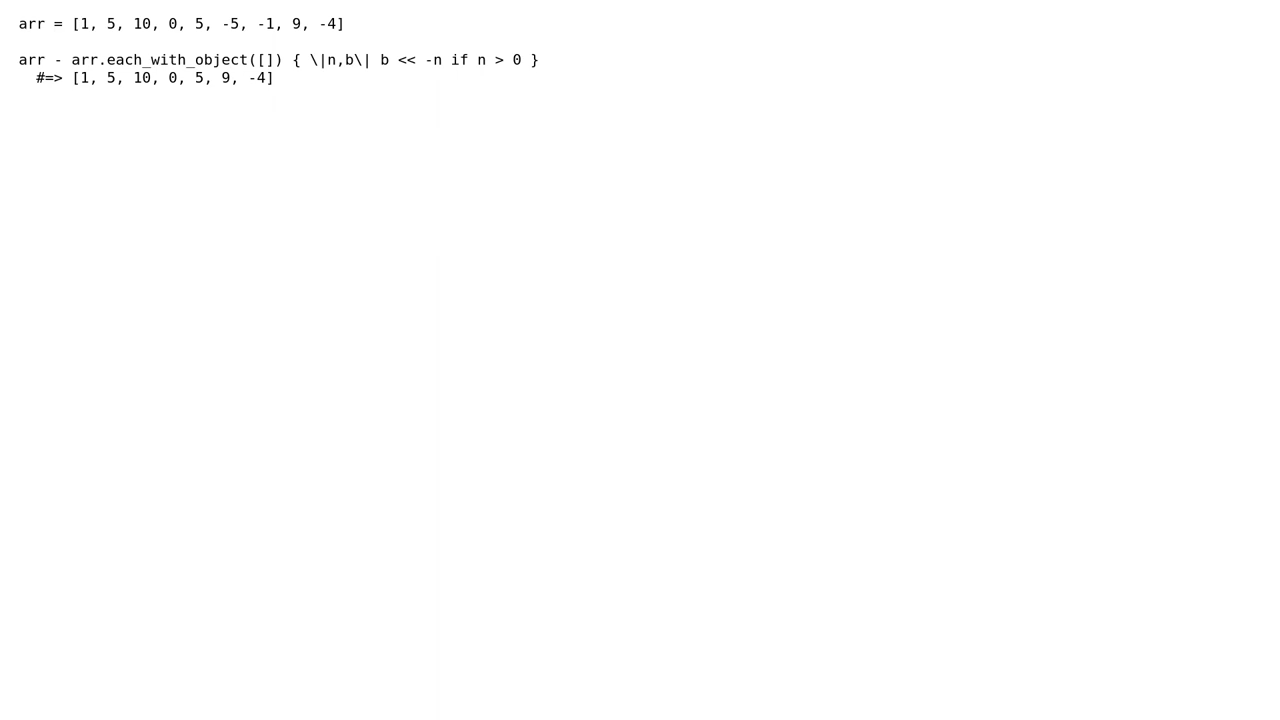 arr = [1, 5, 10, 0, 5, -5, -1, 9, -4]
arr - arr.each_with_object([]) { \|n,b\| b << -n if n > 0 }
  #=> [1, 5, 10, 0, 5, 9, -4]